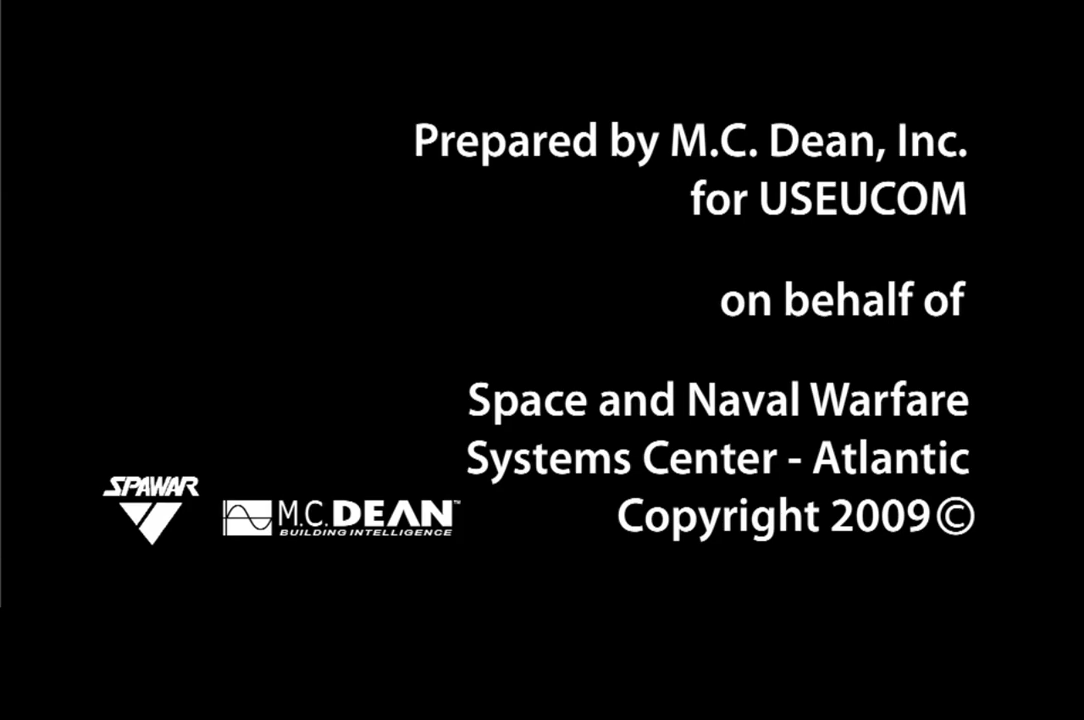 Prepared by M.C. Dean, Inc.
for USEUCOM
on behalf of
Space and Naval Warfare
Systems Center - Atlantic
Copyright 2009©
SPAWAR
M.C. DEAN™
BUILDING INTELLIGENCE